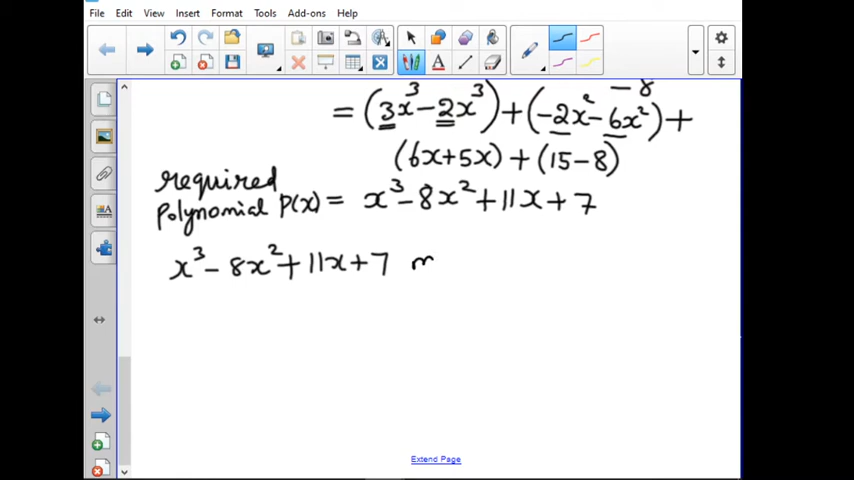 File Edit View Insert Format Tools Add-ons Help
-8
= (3x³-2x³)+(-2x²-6x²)+
(6x+5x)+(15-8)
required
Polynomial p(x)= x³-8x²+11x+7
x³-8x²+11x+7 m
Extend Page